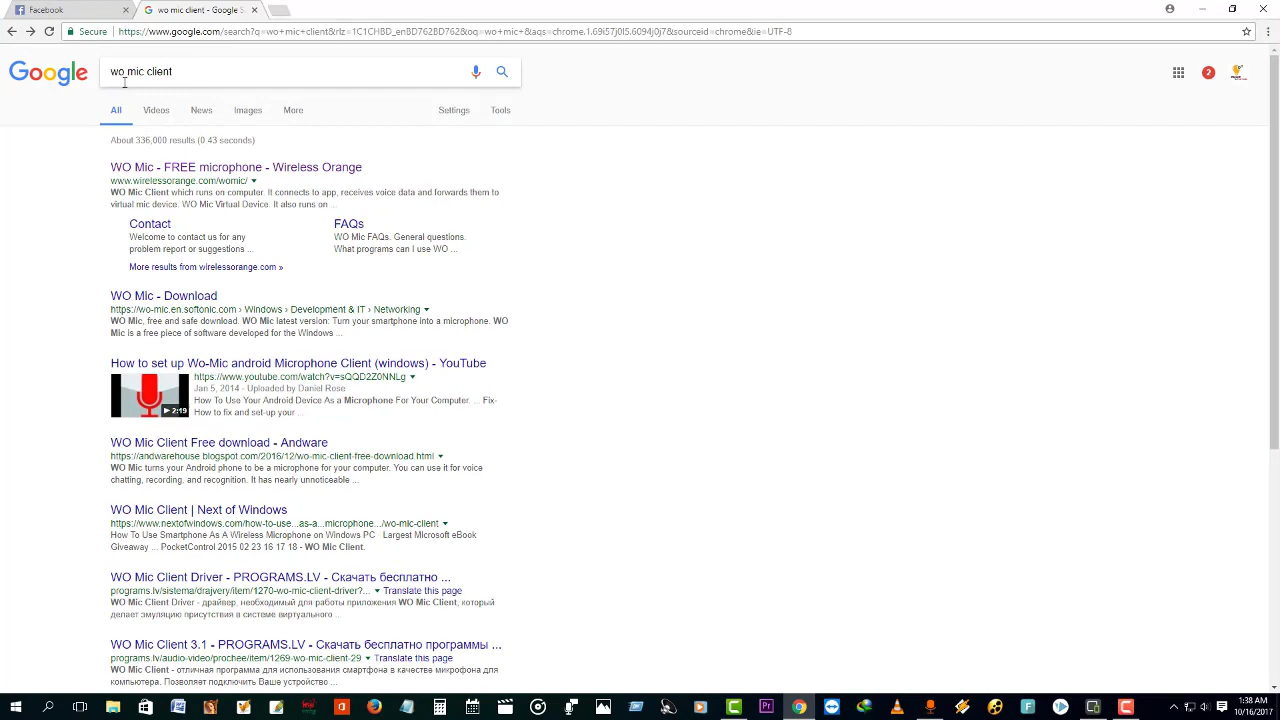 Facebook
wo mic client - Google S
Secure https://www.google.com/search?q=wo+mic+client&rlz=1C1CHBD_enBD762BD762&oq=wo+mic+&aqs=chrome.1.69i57j0l5.6094j0j7&sourceid=chrome&ie=UTF-8
Google
wo mic client
2
All Videos News Images More Settings Tools
About 336,000 results (0.43 seconds)
WO Mic - FREE microphone - Wireless Orange
www.wirelessorange.com/womic/
WO Mic Client which runs on computer. It connects to app, receives voice data and forwards them to
virtual mic device. WO Mic Virtual Device. It also runs on ...
Contact
Welcome to contact us for any
problem report or suggestions ...
FAQs
WO Mic FAQs. General questions.
What programs can I use WO ...
More results from wirelessorange.com »
WO Mic - Download
https://wo-mic.en.softonic.com › Windows › Development & IT › Networking
WO Mic, free and safe download. WO Mic latest version: Turn your smartphone into a microphone. WO
Mic is a free piece of software developed for the Windows ...
How to set up Wo-Mic android Microphone Client (windows) - YouTube
https://www.youtube.com/watch?v=sQQD2Z0NNLg
Jan 5, 2014 - Uploaded by Daniel Rose
How To Use Your Android Device As a Microphone For Your Computer. ... Fix-
How to fix and set-up your ...
2:19
WO Mic Client Free download - Andware
https://andwarehouse.blogspot.com/2016/12/wo-mic-client-free-download.html
WO Mic turns your Android phone to be a microphone for your computer. You can use it for voice
chatting, recording, and recognition. It has nearly unnoticeable ...
WO Mic Client | Next of Windows
https://www.nextofwindows.com/how-to-use...as-a...microphone.../wo-mic-client
How To Use Smartphone As A Wireless Microphone on Windows PC · Largest Microsoft eBook
Giveaway ... PocketControl 2015 02 23 16 17 18 - WO Mic Client.
WO Mic Client Driver - PROGRAMS.LV - Скачать бесплатно ...
programs.lv/sistema/drajvery/item/1270-wo-mic-client-driver?... Translate this page
WO Mic Client Driver - драйвер, необходимый для работы приложения WO Mic Client, который
делает эмуляцию присутствия в системе виртуального ...
WO Mic Client 3.1 - PROGRAMS.LV - Скачать бесплатно программы ...
programs.lv/audio-video/prochee/item/1269-wo-mic-client-29 Translate this page
WO Mic Client - отличная программа для использования смартфона в качестве микрофона для
компьютера. Позволяет подключить Ваше устройство ...
1:38 AM
10/16/2017